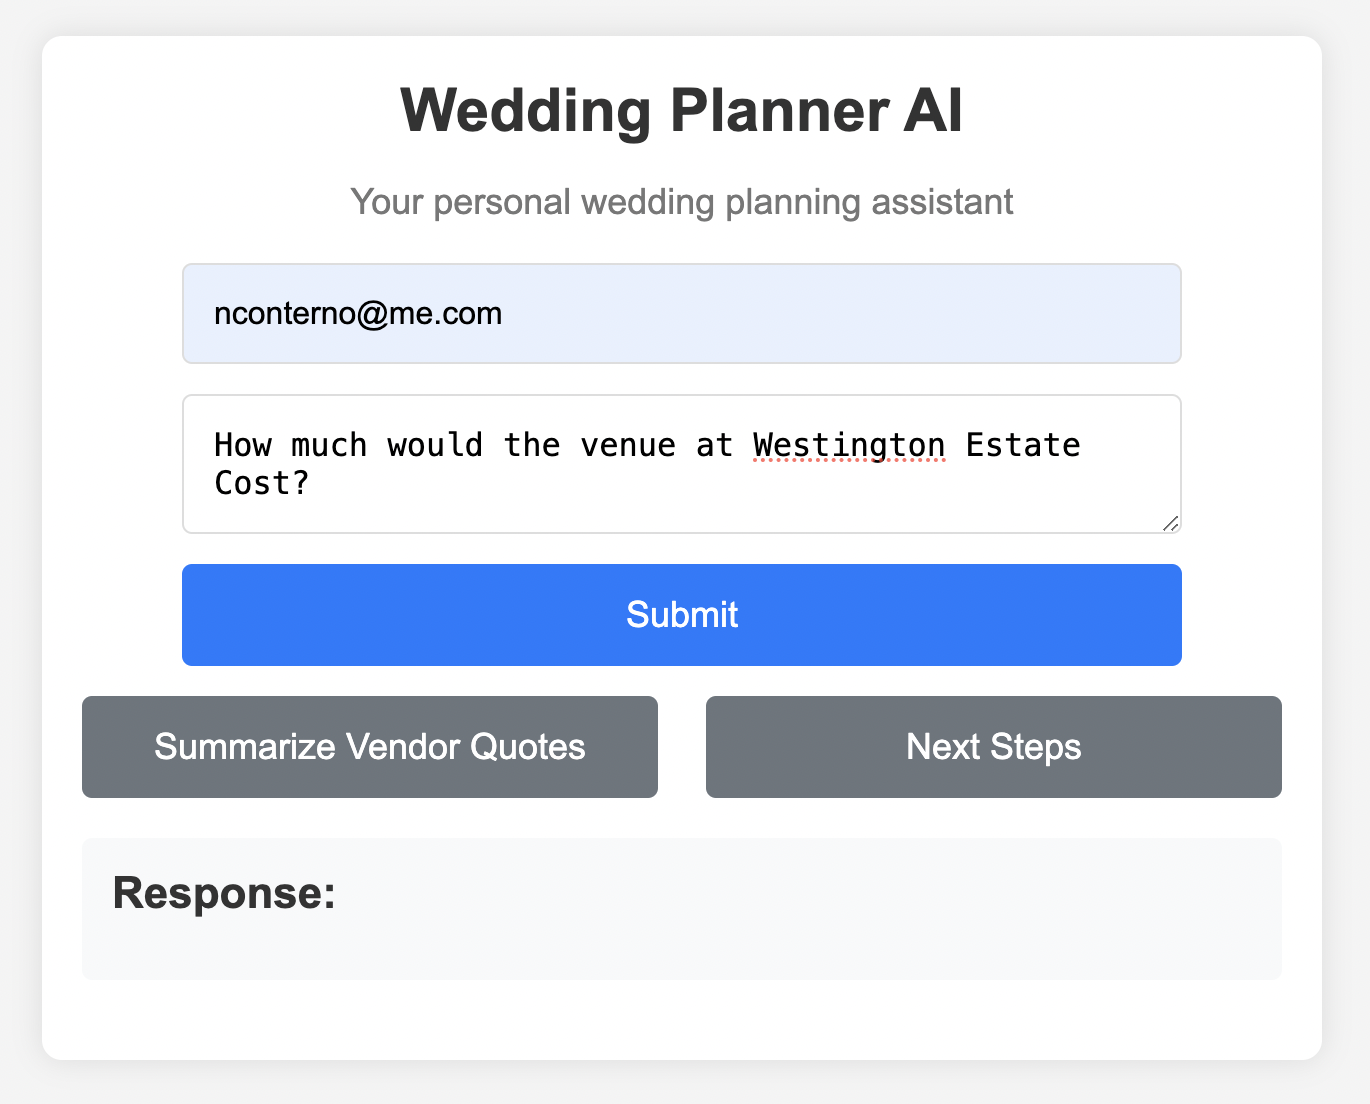 Wedding Planner AI
Your personal wedding planning assistant
nconterno@me.com
How much would the venue at Westington Estate
Cost?
Submit
Summarize Vendor Quotes
Next Steps
Response: